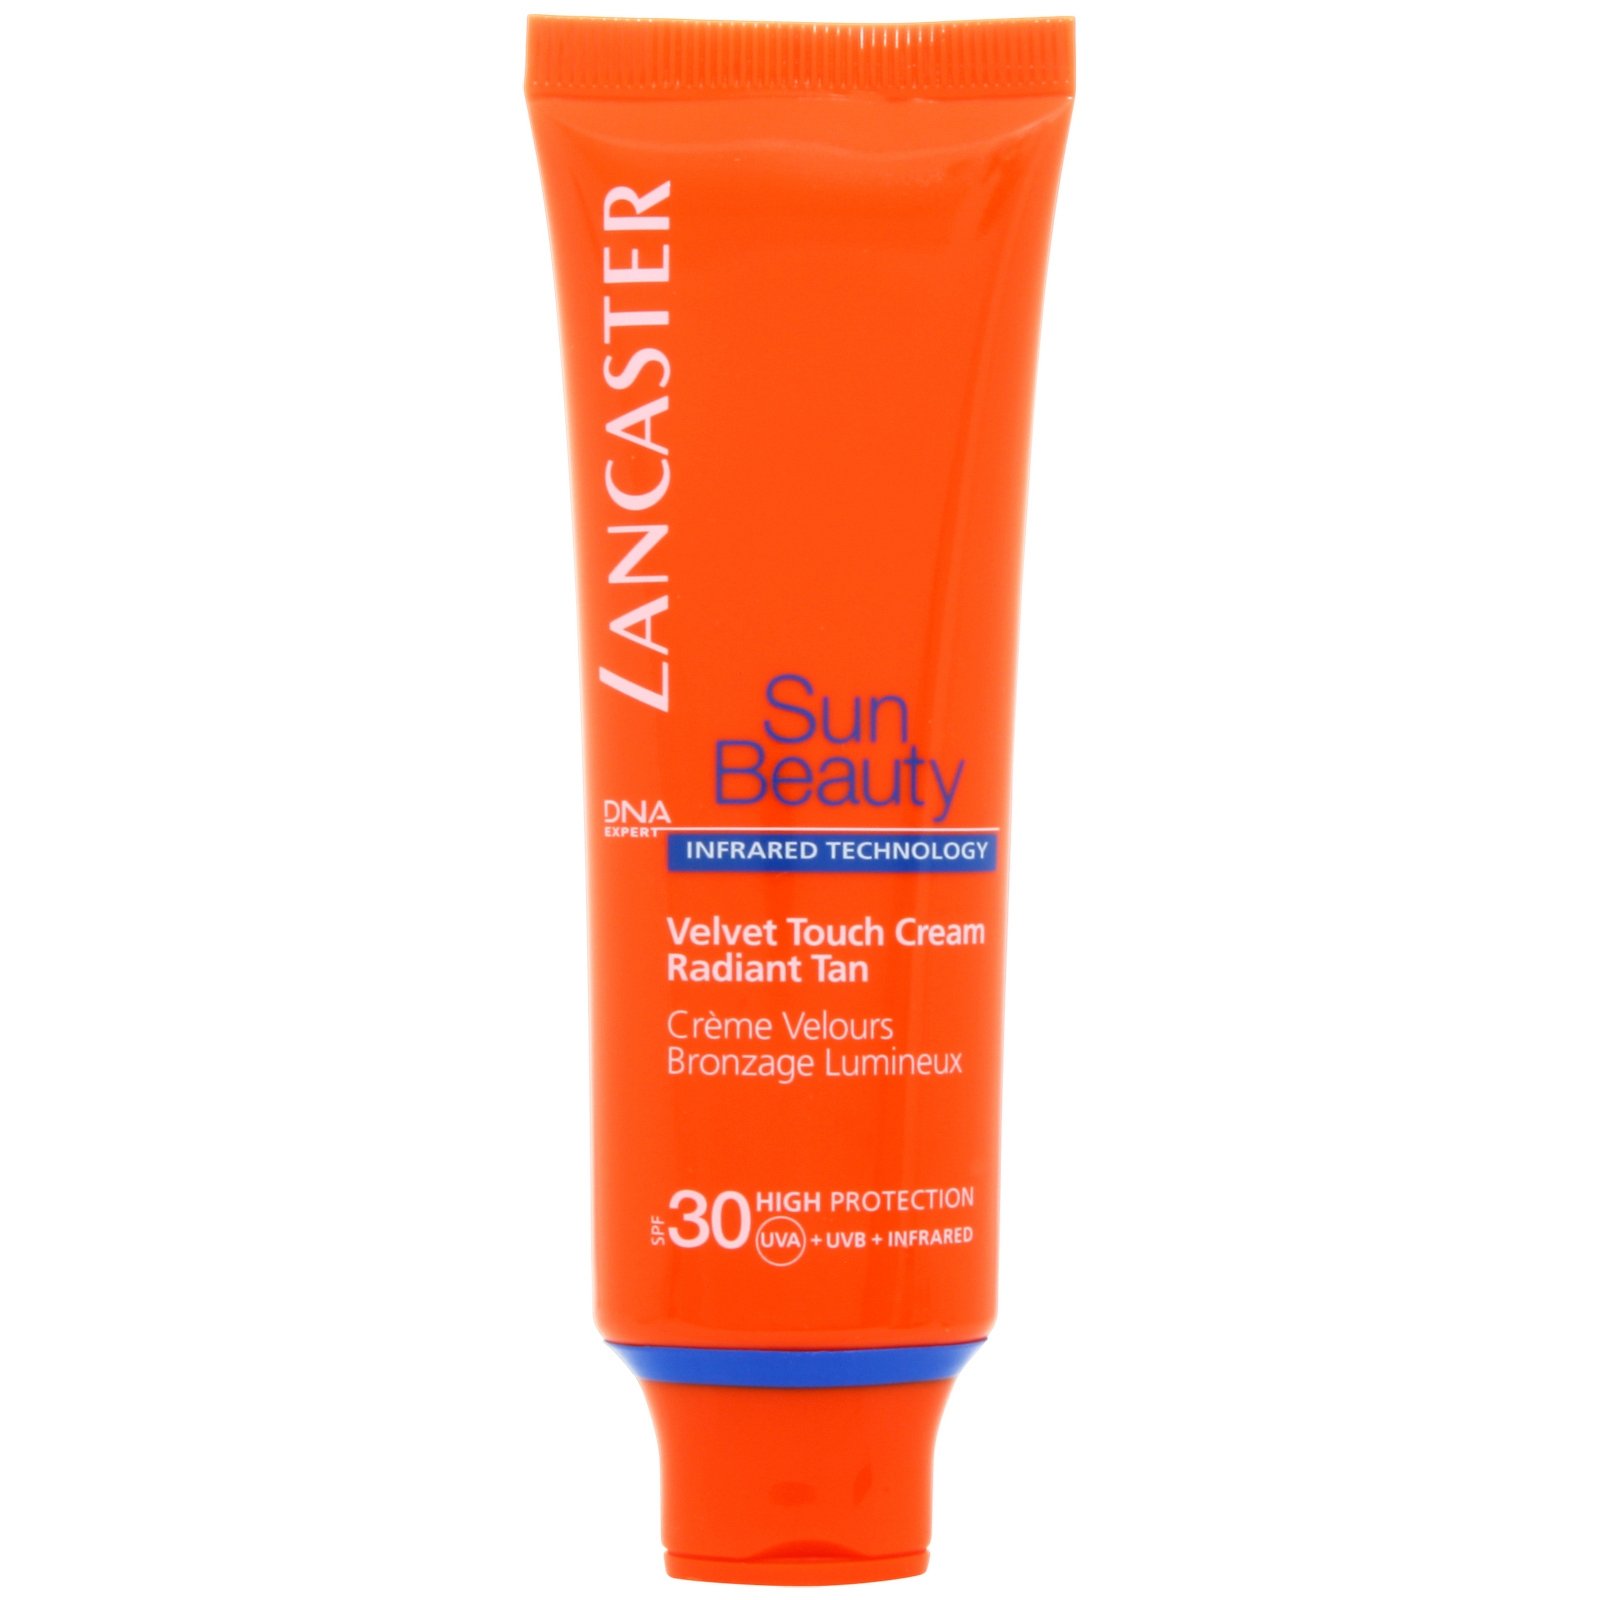 LANCASTER
Sun
Beauty
DNA
EXPERT
INFRARED TECHNOLOGY
Velvet Touch Cream
Radiant Tan
Crème Velours
Bronzage Lumineux
SPF 30 HIGH PROTECTION
UVA + UVB + INFRARED